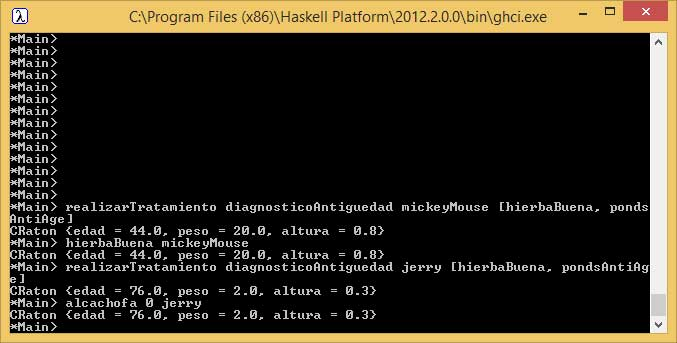 C:\Program Files (x86)\Haskell Platform\2012.2.0.0\bin\ghci.exe
*Main>
*Main>
*Main>
*Main>
*Main>
*Main>
*Main>
*Main>
*Main>
*Main>
*Main>
*Main>
*Main>
*Main>
*Main> realizarTratamiento diagnosticoAntiguedad mickeyMouse [hierbaBuena, ponds
AntiAge]
CRaton {edad = 44.0, peso = 20.0, altura = 0.8}
*Main> hierbaBuena mickeyMouse
CRaton {edad = 44.0, peso = 20.0, altura = 0.8}
*Main> realizarTratamiento diagnosticoAntiguedad jerry [hierbaBuena, pondsAntiAg
e]
CRaton {edad = 76.0, peso = 2.0, altura = 0.3}
*Main> alcachofa 0 jerry
CRaton {edad = 76.0, peso = 2.0, altura = 0.3}
*Main>